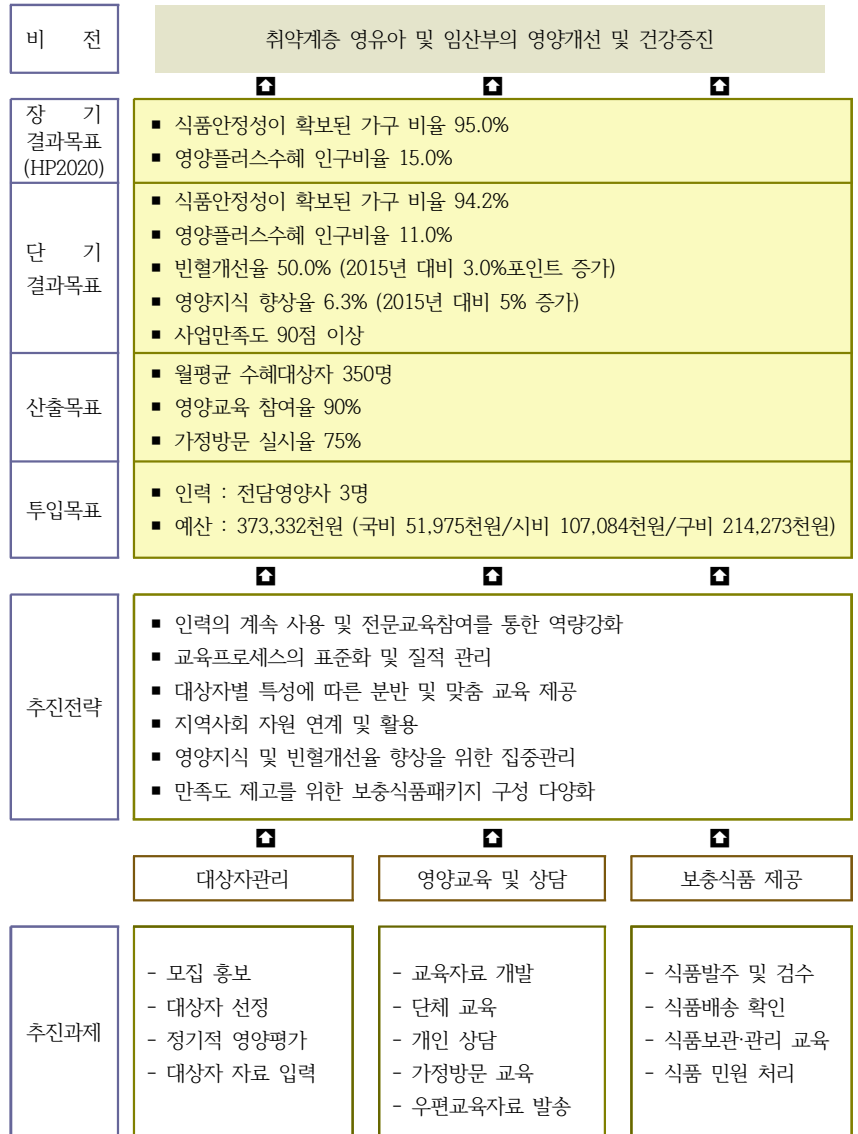 비 전
취약계층 영유아 및 임산부의 영양개선 및 건강증진
장 기
결과목표
(HP2020)
▪ 식품안정성이 확보된 가구 비율 95.0%
▪ 영양플러스수혜 인구비율 15.0%
단 기
결과목표
▪ 식품안정성이 확보된 가구 비율 94.2%
▪ 영양플러스수혜 인구비율 11.0%
▪ 빈혈개선율 50.0% (2015년 대비 3.0%포인트 증가)
▪ 영양지식 향상율 6.3% (2015년 대비 5% 증가)
▪ 사업만족도 90점 이상
산출목표
▪ 월평균 수혜대상자 350명
▪ 영양교육 참여율 90%
▪ 가정방문 실시율 75%
투입목표
▪ 인력 : 전담영양사 3명
▪ 예산 : 373,332천원 (국비 51,975천원/시비 107,084천원/구비 214,273천원)
추진전략
▪ 인력의 계속 사용 및 전문교육참여를 통한 역량강화
▪ 교육프로세스의 표준화 및 질적 관리
▪ 대상자별 특성에 따른 분반 및 맞춤 교육 제공
▪ 지역사회 자원 연계 및 활용
▪ 영양지식 및 빈혈개선율 향상을 위한 집중관리
▪ 만족도 제고를 위한 보충식품패키지 구성 다양화
대상자관리
영양교육 및 상담
보충식품 제공
추진과제
- 모집 홍보
- 대상자 선정
- 정기적 영양평가
- 대상자 자료 입력
- 교육자료 개발
- 단체 교육
- 개인 상담
- 가정방문 교육
- 우편교육자료 발송
- 식품발주 및 검수
- 식품배송 확인
- 식품보관·관리 교육
- 식품 민원 처리